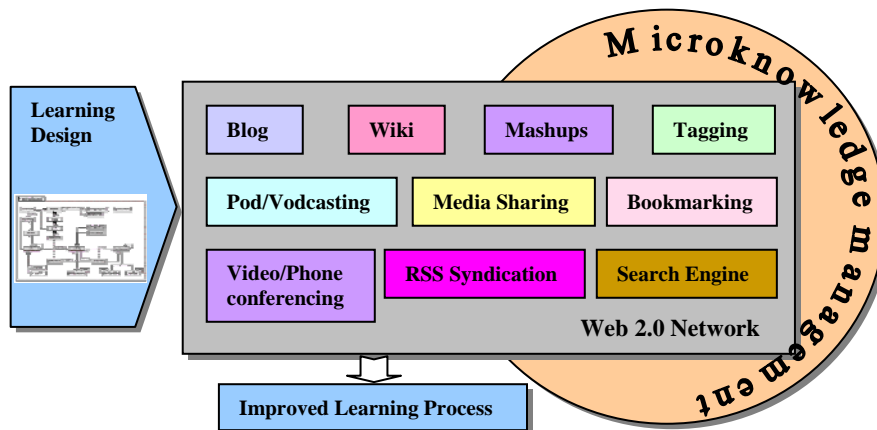 Microknowledge management
Learning
Design
Blog
Wiki
Mashups
Tagging
Pod/Vodcasting
Media Sharing
Bookmarking
Video/Phone
conferencing
RSS Syndication
Search Engine
Web 2.0 Network
Improved Learning Process